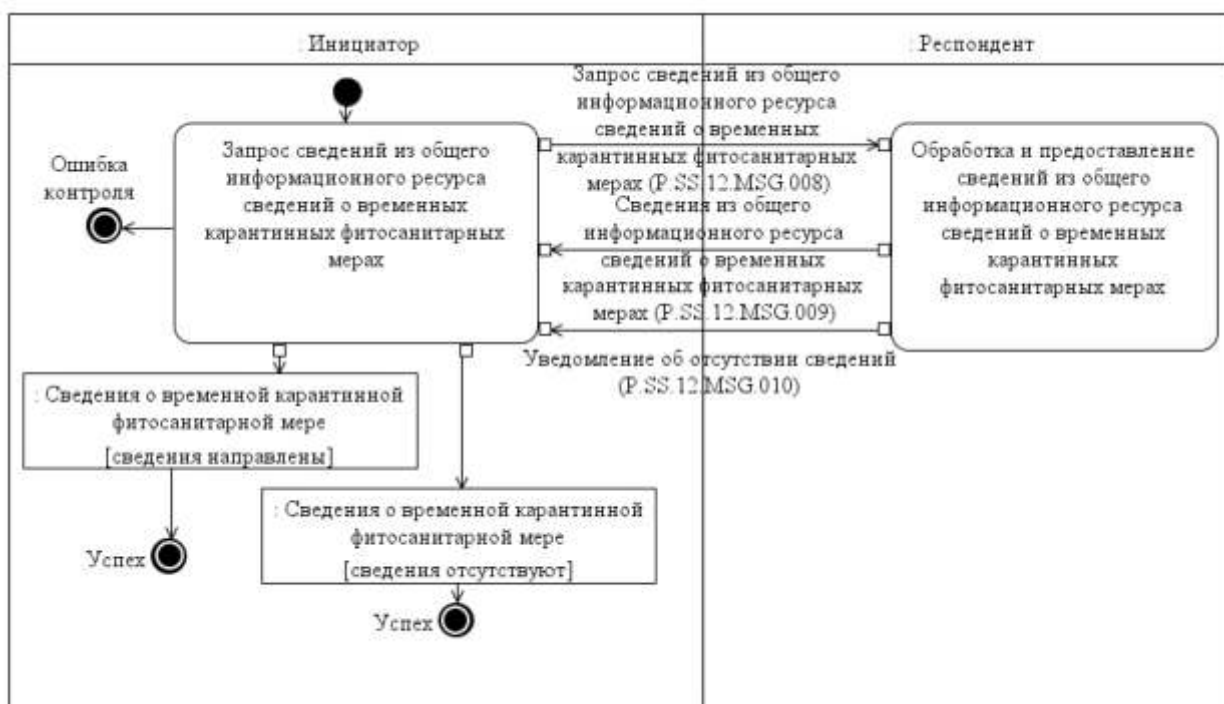 : Инициатор
: Респондент
Запрос сведений из общего
информационного ресурса
сведений о временных
карантинных фитосанитарных
мерах
Ошибка
контроля
Запрос сведений из общего
информационного ресурса
сведений о временных
карантинных фитосанитарных
мерах (P.SS.12.MSG.008)
Сведения из общего
информационного ресурса
сведений о временных
карантинных фитосанитарных
мерах (P.SS.12.MSG.009)
Уведомление об отсутствии сведений
(P.SS.12.MSG.010)
Обработка и предоставление
сведений из общего
информационного ресурса
сведений о временных
карантинных
фитосанитарных мерах
: Сведения о временной карантинной
фитосанитарной мере
[сведения направлены]
Успех
: Сведения о временной карантинной
фитосанитарной мере
[сведения отсутствуют]
Успех